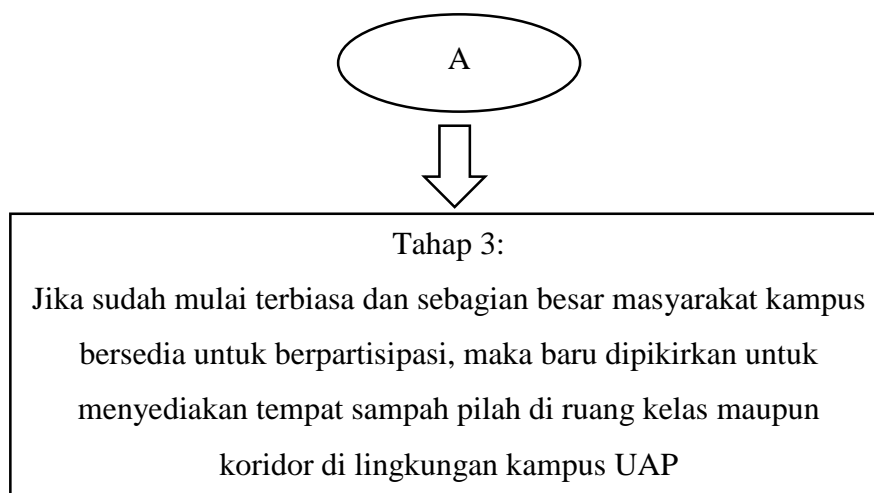 A
Tahap 3:
Jika sudah mulai terbiasa dan sebagian besar masyarakat kampus
bersedia untuk berpartisipasi, maka baru dipikirkan untuk
menyediakan tempat sampah pilah di ruang kelas maupun
koridor di lingkungan kampus UAP